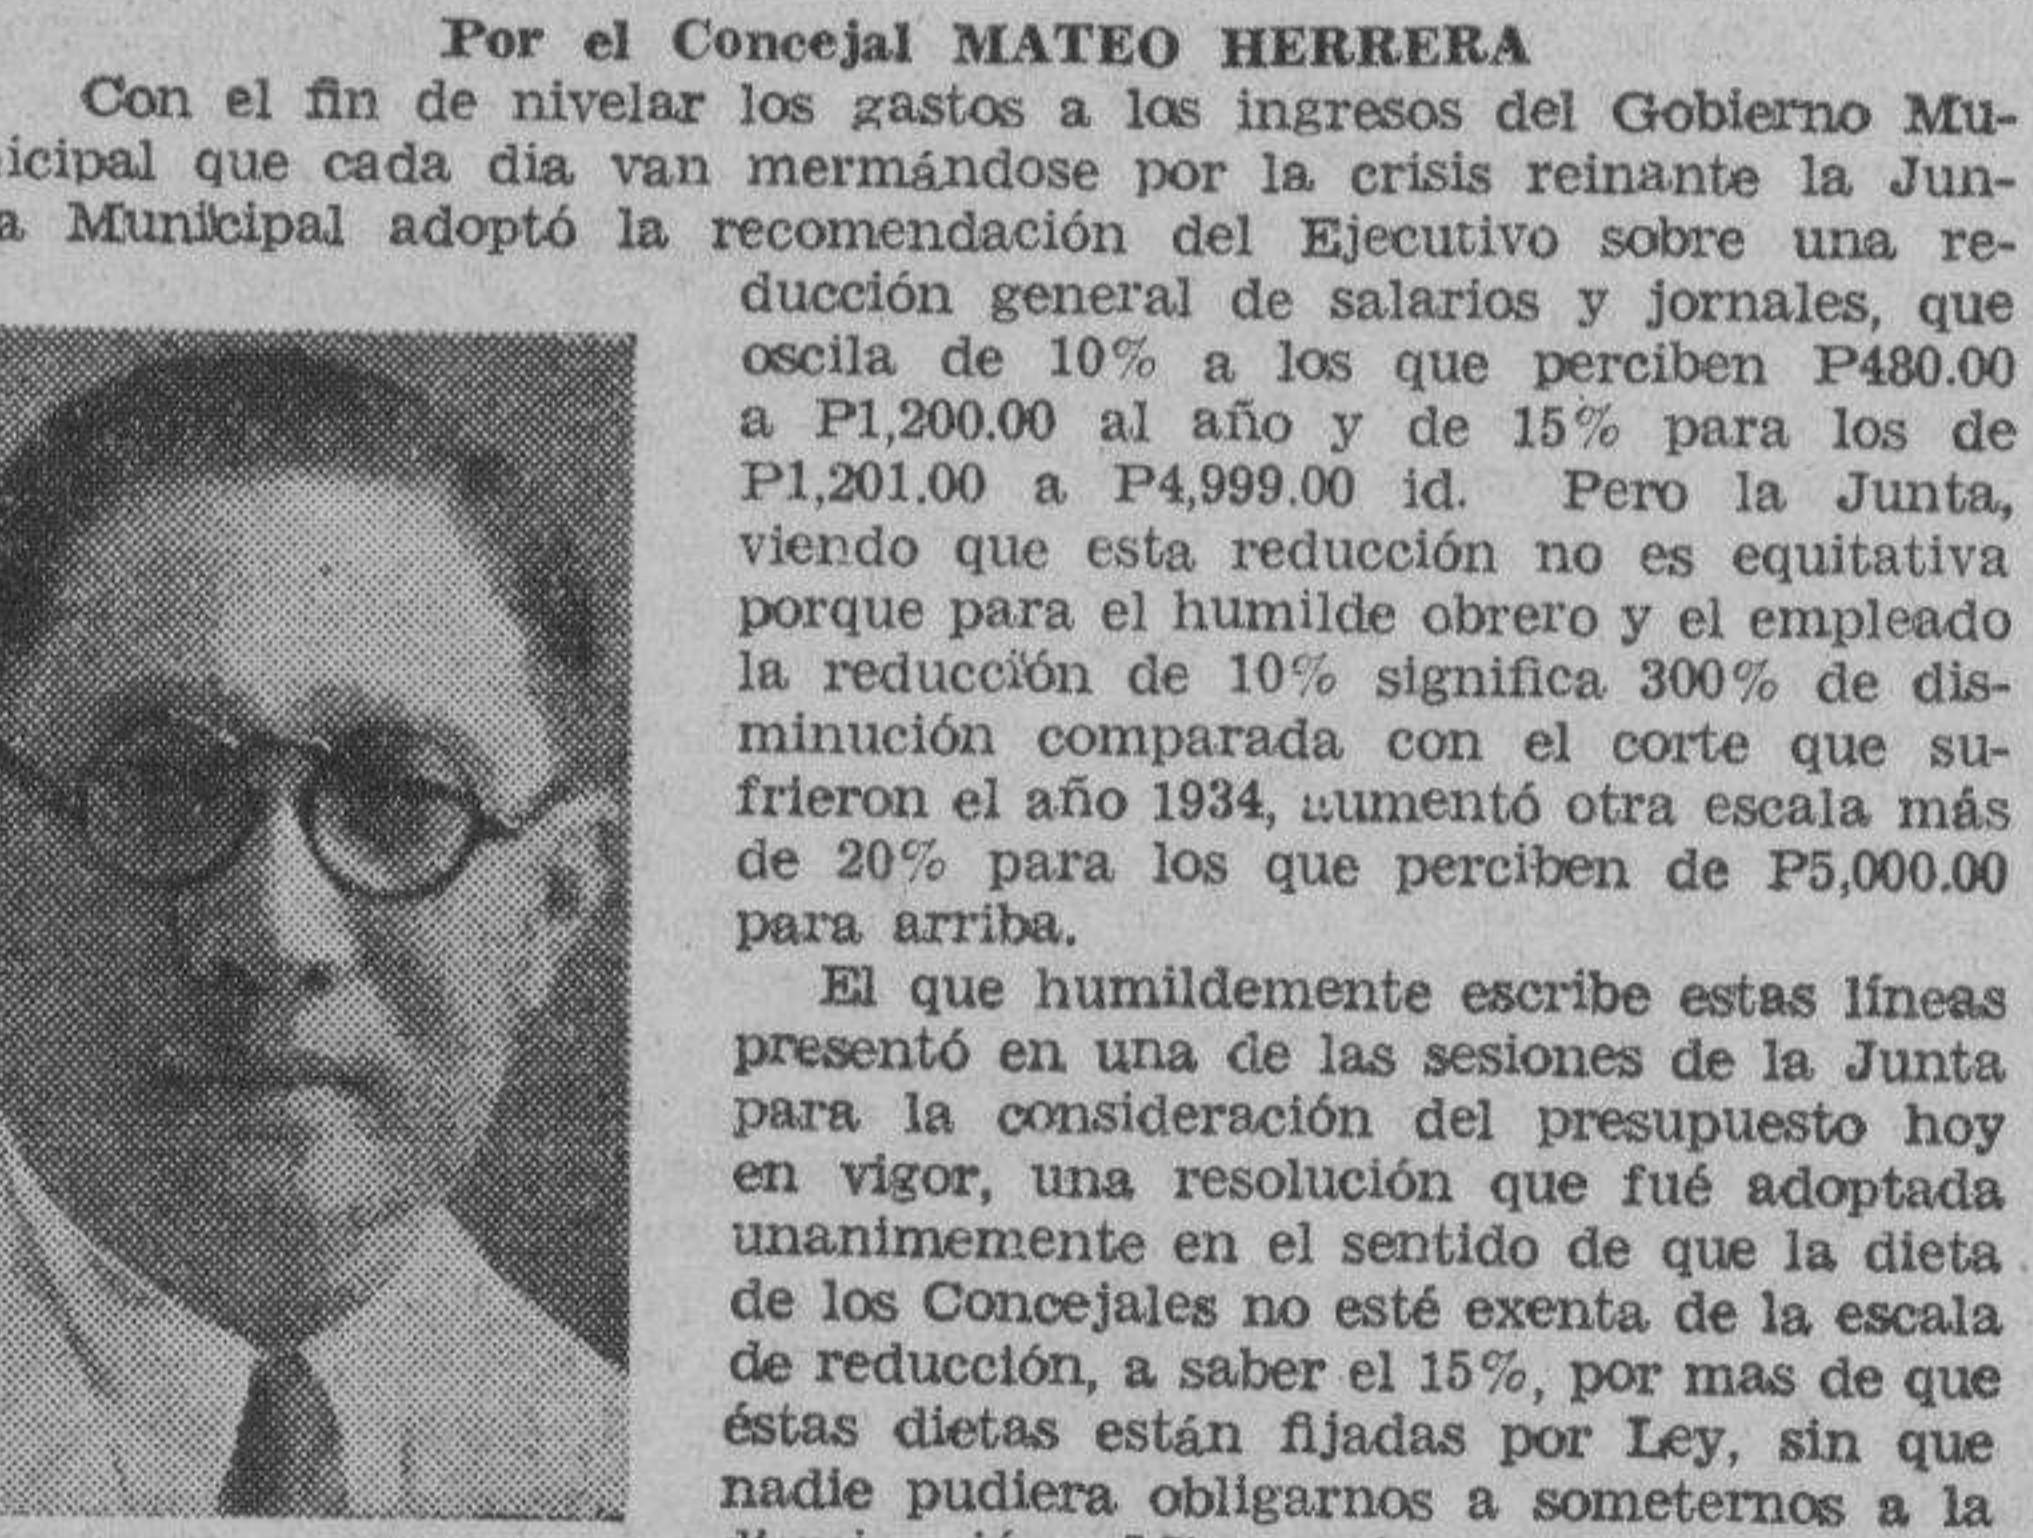 Por el Concejal MATEO HERRERA
Con el fin de nivelar los gastos a los ingresos del Gobierno Mu-
icipal que cada dia van mermándose por la crisis reinante la Jun-
a Municipal adoptó la recomendación del Ejecutivo sobre una re-
ducción general de salarios y jornales, que
oscila de 10% a los que perciben P480.00
a P1,200.00 al año y de 15% para los de
P1,201.00 a P4,999.00 id. Pero la Junta,
viendo que esta reducción no es equitativa
porque para el humilde obrero y el empleado
la reducción de 10% significa 300% de dis-
minución comparada con el corte que su-
frieron el año 1934, aumentó otra escala más
de 20% para los que perciben de P5,000.00
para arriba.
El que humildemente escribe estas líneas
presentó en una de las sesiones de la Junta
para la consideración del presupuesto hoy
en vigor, una resolución que fué adoptada
unanimemente en el sentido de que la dieta
de los Concejales no esté exenta de la escala
de reducción, a saber el 15%, por mas de que
éstas dietas están fijadas por Ley, sin que
nadie pudiera obligarnos a someternos a la